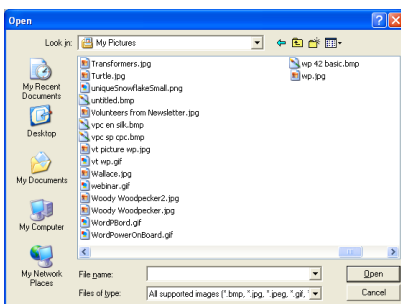 Open
Look in:
My Pictures
My Recent
Documents
Desktop
My Documents
My Computer
My Network
Places
Transformers.jpg
Turtle.jpg
uniqueSnowflakeSmall.png
untitled.bmp
Volunteers from Newsletter.jpg
vpc en silk.bmp
vpc sp cpc.bmp
vt picture wp.jpg
vt wp.gif
Wallace.jpg
webinar.gif
Woody Woodpecker2.jpg
Woody Woodpecker.jpg
WordPBord.gif
WordPowerOnBoard.gif
wp 42 basic.bmp
wp.jpg
File name:
Open
Files of type:
All supported images (*.bmp, *.jpg, *.jpeg, *.gif, 
Cancel